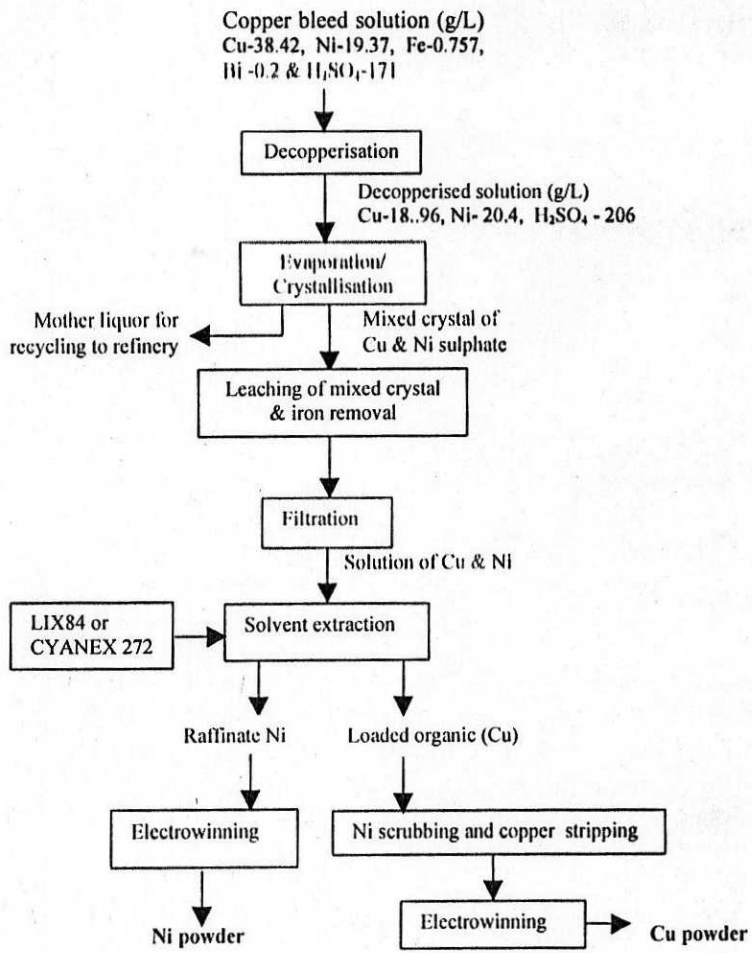 Copper bleed solution (g/L)
Cu-38.42, Ni-19.37, Fe-0.757,
Bi -0.2 & H₂SO₄-171
Decopperisation
Decopperised solution (g/L)
Cu-18..96, Ni- 20.4, H₂SO₄ - 206
Evaporation/
Crystallisation
Mother liquor for
recycling to refinery
Mixed crystal of
Cu & Ni sulphate
Leaching of mixed crystal
& iron removal
Filtration
Solution of Cu & Ni
LIX84 or
CYANEX 272
Solvent extraction
Raffinate Ni
Loaded organic (Cu)
Electrowinning
Ni scrubbing and copper stripping
Ni powder
Electrowinning
Cu powder